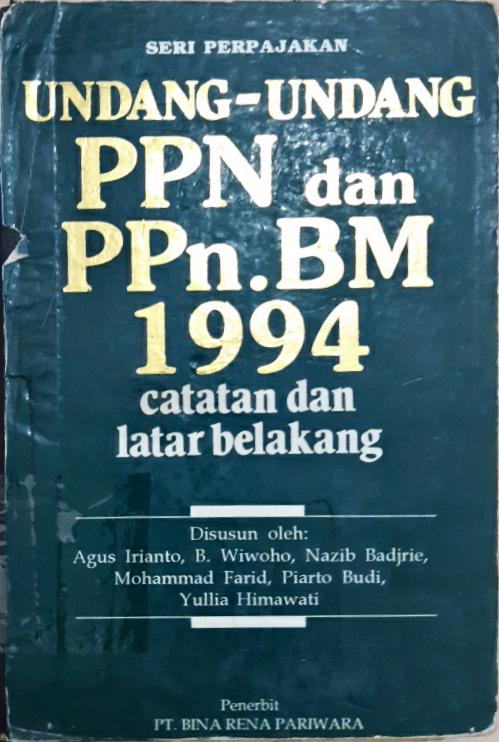 SERI PERPAJAKAN
UNDANG-UNDANG
PPN dan
PPn.BM
1994
catatan dan
latar belakang
Disusun oleh:
Agus Irianto, B. Wiwoho, Nazib Badjrie,
Mohammad Farid, Piarto Budi,
Yullia Himawati
Penerbit
PT. BINA RENA PARIWARA